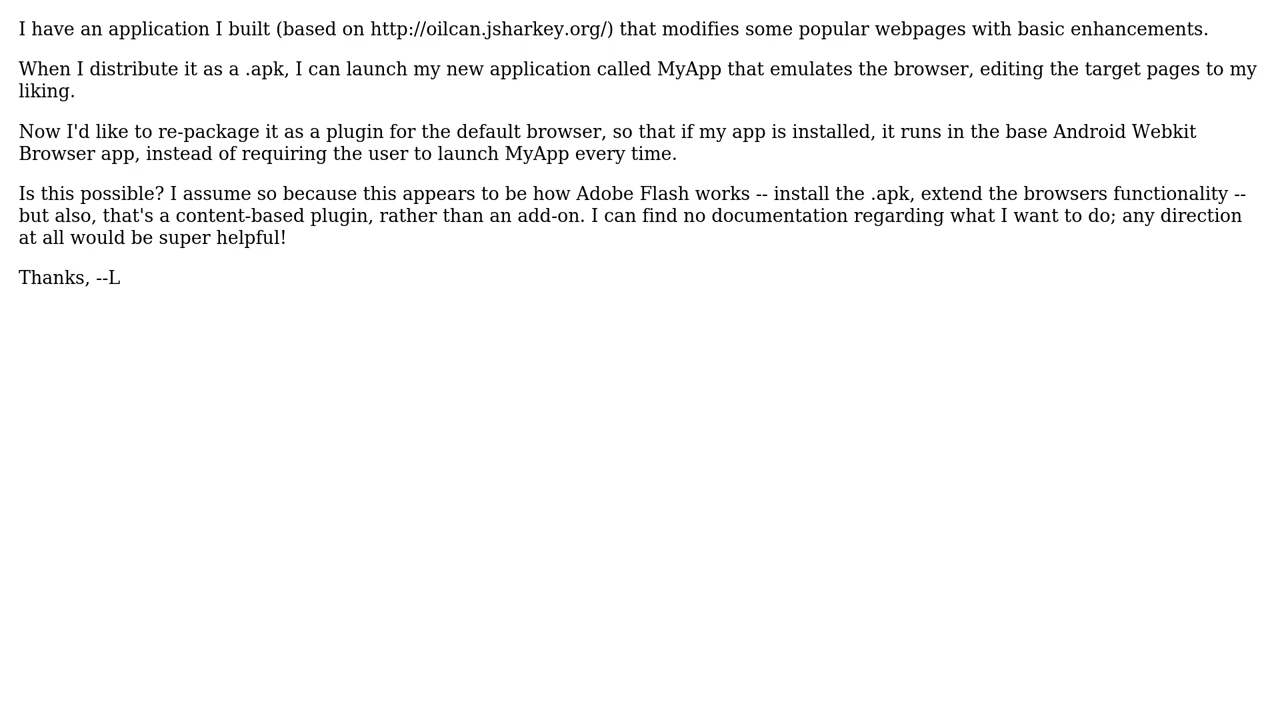 I have an application I built (based on http://oilcan.jsharkey.org/) that modifies some popular webpages with basic enhancements.
When I distribute it as a .apk, I can launch my new application called MyApp that emulates the browser, editing the target pages to my
liking.
Now I'd like to re-package it as a plugin for the default browser, so that if my app is installed, it runs in the base Android Webkit
Browser app, instead of requiring the user to launch MyApp every time.
Is this possible? I assume so because this appears to be how Adobe Flash works -- install the .apk, extend the browsers functionality --
but also, that's a content-based plugin, rather than an add-on. I can find no documentation regarding what I want to do; any direction
at all would be super helpful!
Thanks, --L